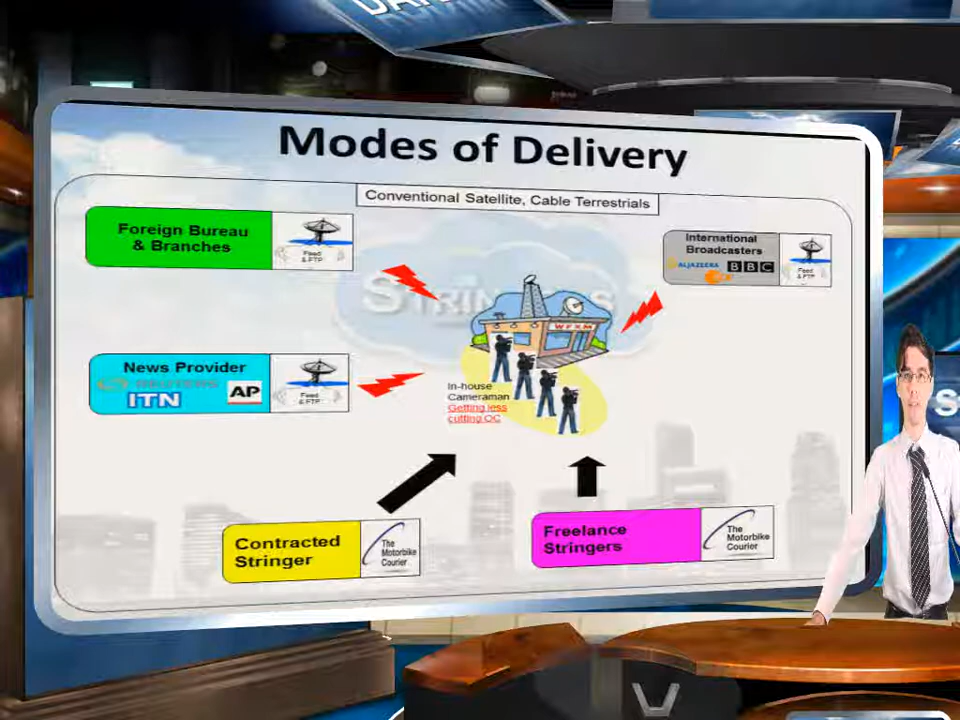 Modes of Delivery
Conventional Satellite, Cable Terrestrials
Foreign Bureau
& Branches
Feed
& FTP
International
Broadcasters
ALJAZEERA
BBC
Feed
& FTP
STRINGERS
WFXM
News Provider
ITN
AP
Feed
& FTP
In-house
Cameraman
Getting less
cutting OC
Contracted
Stringer
The
Motorbike
Courier
Freelance
Stringers
The
Motorbike
Courier